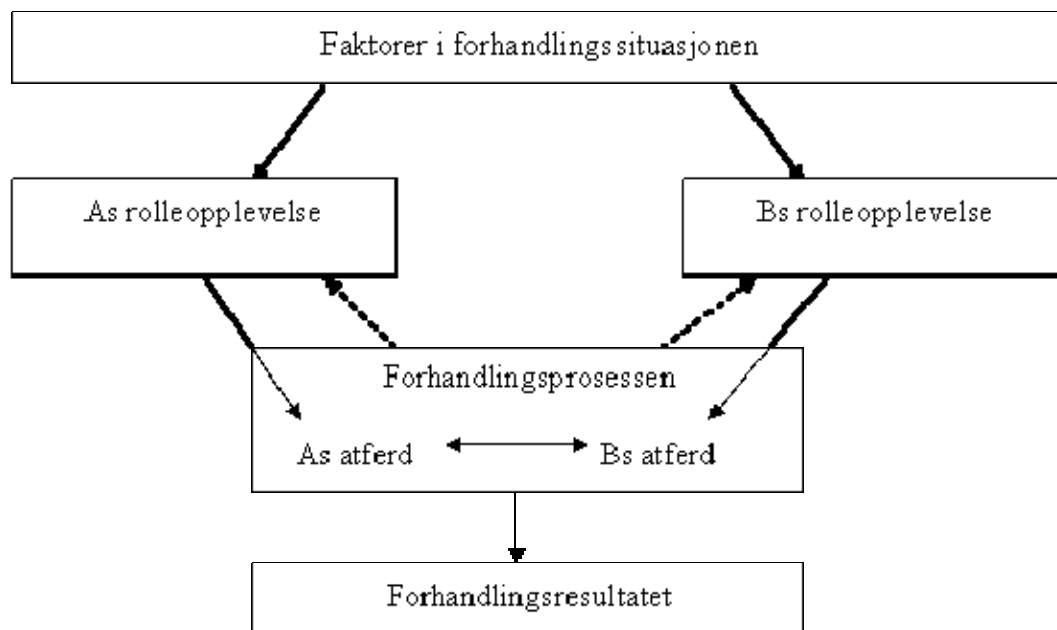 Faktorer i forhandlingssituasjonen
As rolleopplevelse
Bs rolleopplevelse
Forhandlingsprosessen
As atferd
Bs atferd
Forhandlingsresultatet